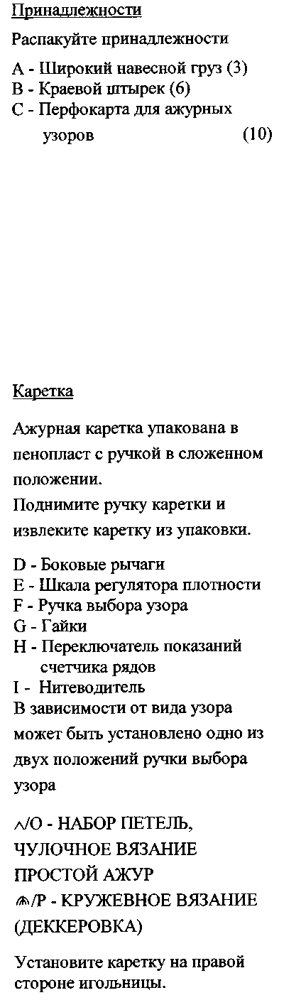 Принадлежности
Распакуйте принадлежности
A - Широкий навесной груз (3)
B - Краевой штырек (6)
C - Перфокарта для ажурных
узоров (10)
Каретка
Ажурная каретка упакована в
пенопласт с ручкой в сложенном
положении.
Поднимите ручку каретки и
извлеките каретку из упаковки.
D - Боковые рычаги
E - Шкала регулятора плотности
F - Ручка выбора узора
G - Гайки
H - Переключатель показаний
счетчика рядов
I - Нитеводитель
В зависимости от вида узора
может быть установлено одно из
двух положений ручки выбора
узора
/O - НАБОР ПЕТЕЛЬ,
ЧУЛОЧНОЕ ВЯЗАНИЕ
ПРОСТОЙ АЖУР
/P - КРУЖЕВНОЕ ВЯЗАНИЕ
(ДЕККЕРОВКА)
Установите каретку на правой
стороне игольницы.